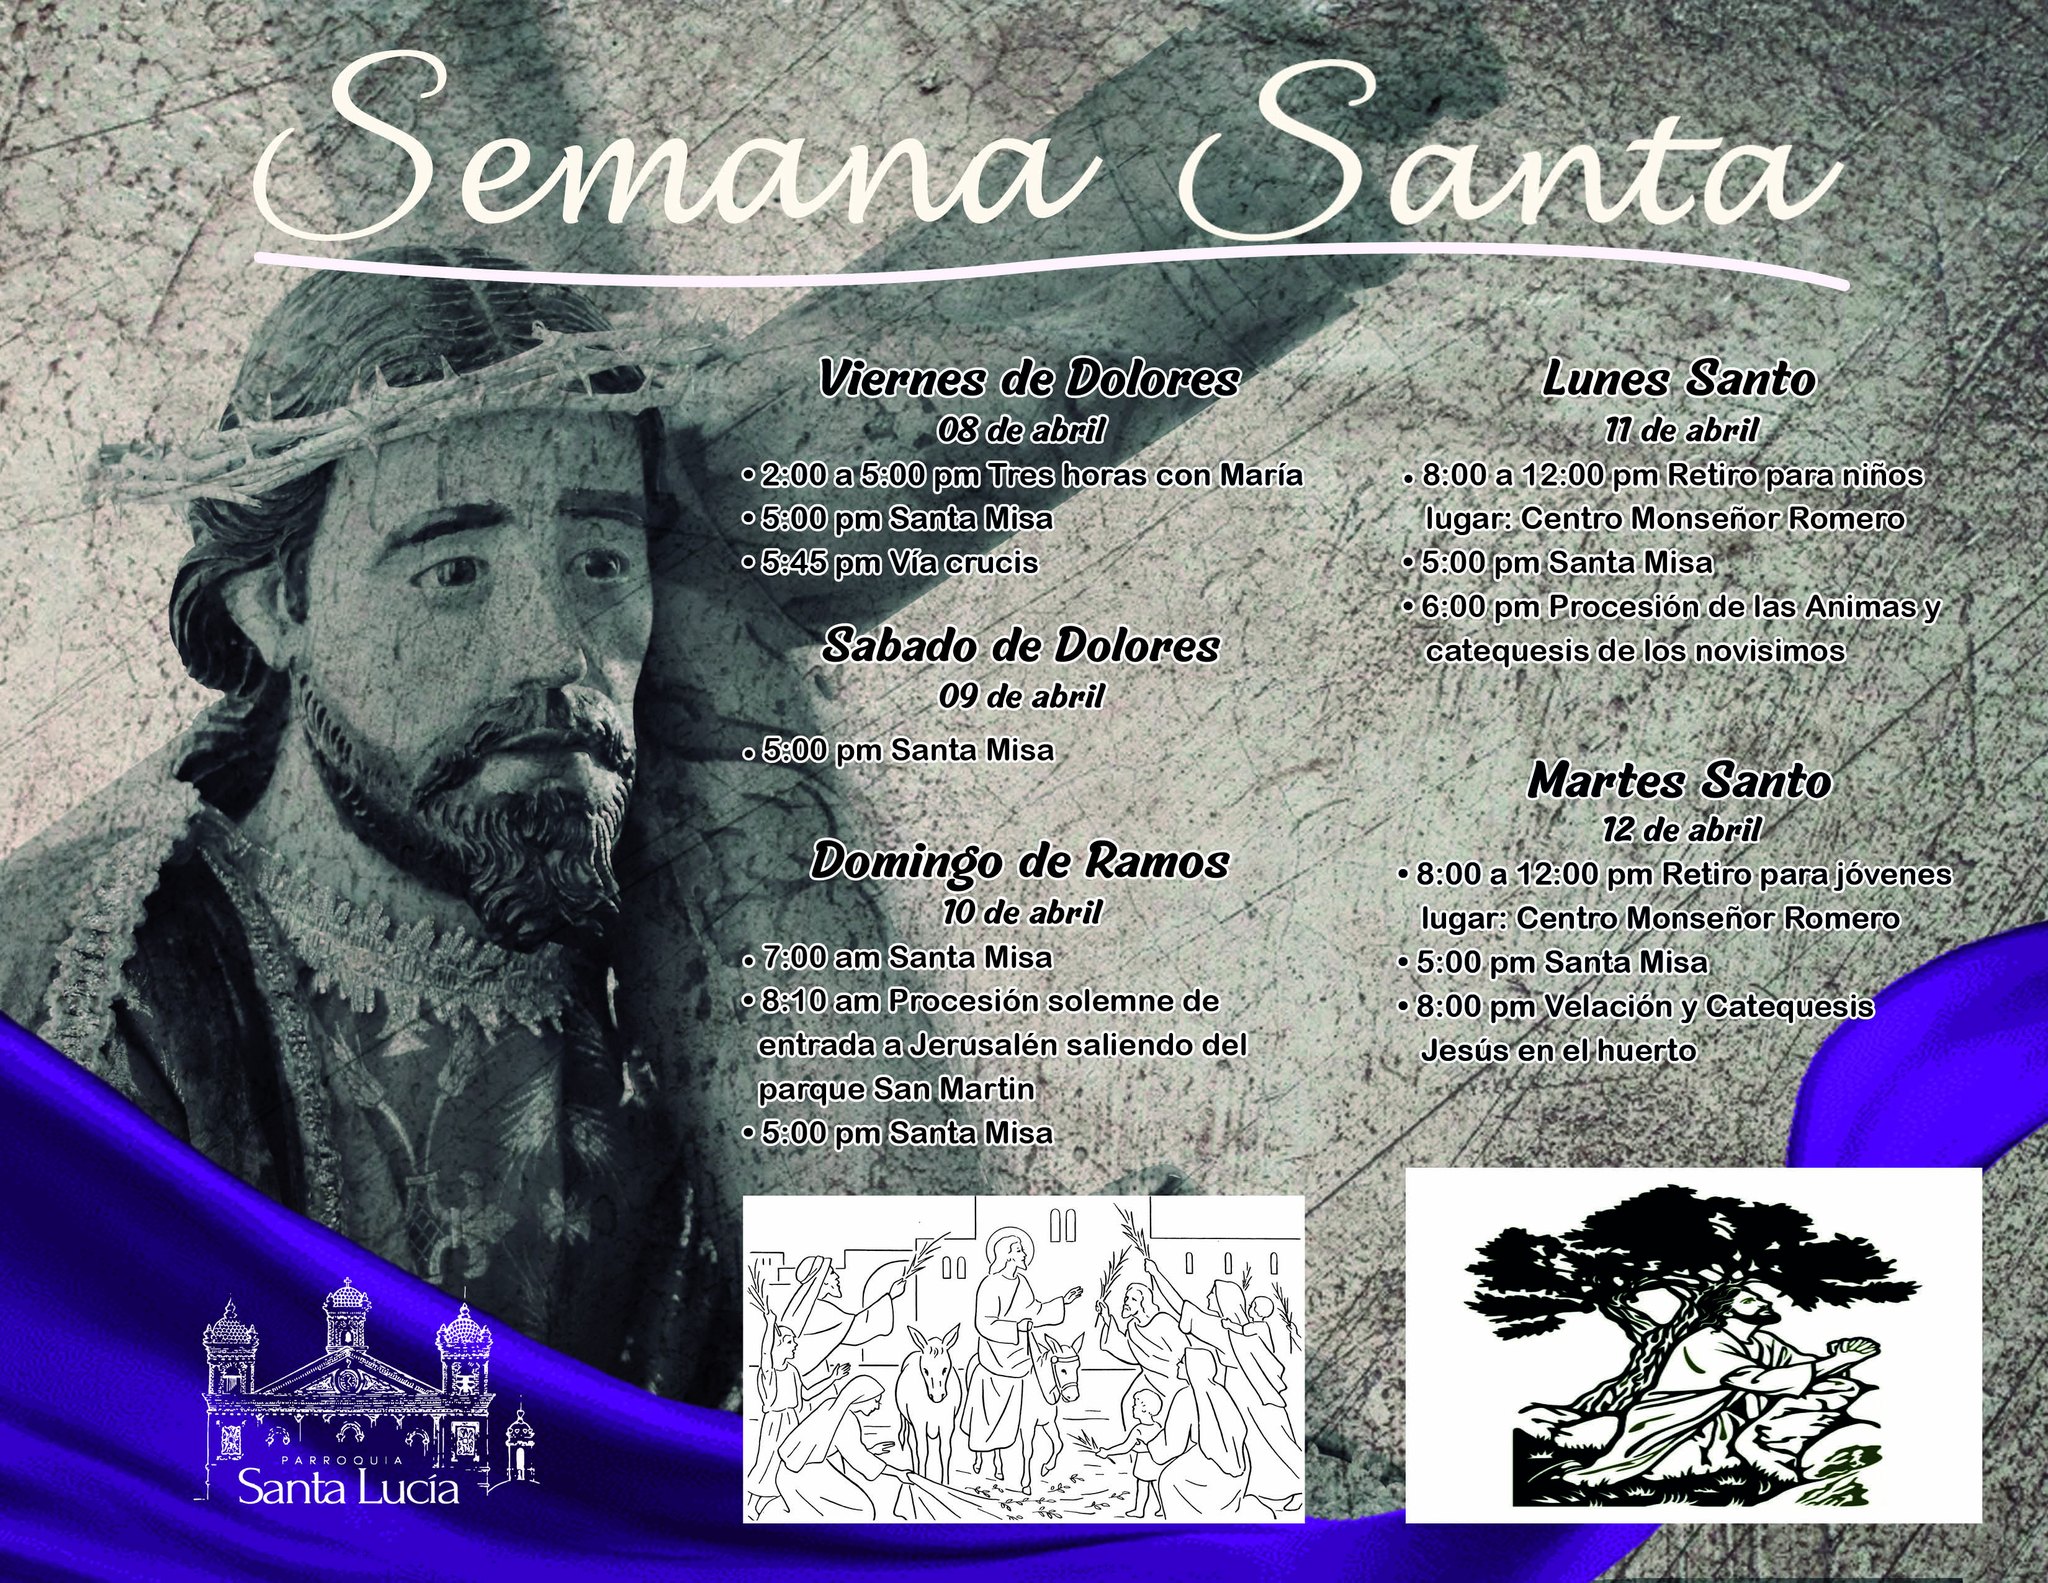 Semana Santa
Viernes de Dolores
08 de abril
• 2:00 a 5:00 pm Tres horas con María
• 5:00 pm Santa Misa
• 5:45 pm Vía crucis
Sabado de Dolores
09 de abril
• 5:00 pm Santa Misa
Domingo de Ramos
10 de abril
• 7:00 am Santa Misa
• 8:10 am Procesión solemne de
entrada a Jerusalén saliendo del
parque San Martin
• 5:00 pm Santa Misa
Lunes Santo
11 de abril
• 8:00 a 12:00 pm Retiro para niños
lugar: Centro Monseñor Romero
• 5:00 pm Santa Misa
• 6:00 pm Procesión de las Animas y
catequesis de los novisimos
Martes Santo
12 de abril
• 8:00 a 12:00 pm Retiro para jóvenes
lugar: Centro Monseñor Romero
• 5:00 pm Santa Misa
• 8:00 pm Velación y Catequesis
Jesús en el huerto
PARROQUIA
Santa Lucía